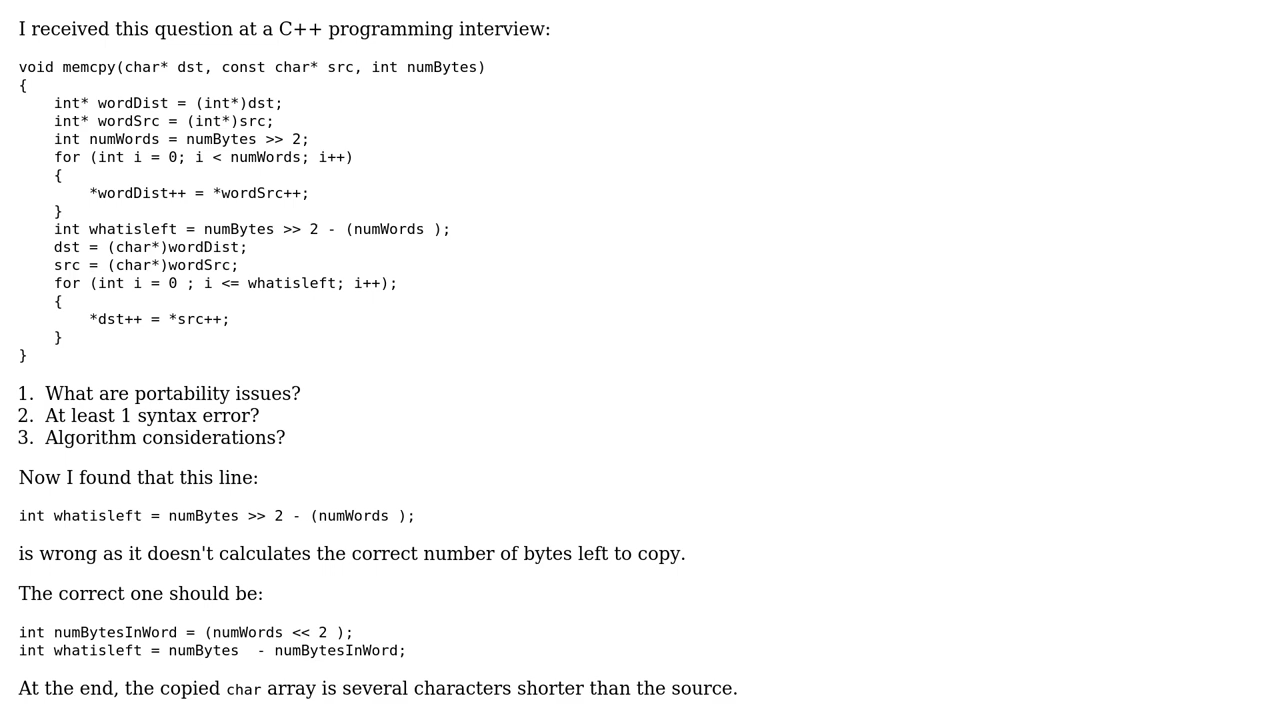 I received this question at a C++ programming interview:
void memcpy(char* dst, const char* src, int numBytes)
{
    int* wordDist = (int*)dst;
    int* wordSrc = (int*)src;
    int numWords = numBytes >> 2;
    for (int i = 0; i < numWords; i++)
    {
        *wordDist++ = *wordSrc++;
    }
    int whatisleft = numBytes >> 2 - (numWords );
    dst = (char*)wordDist;
    src = (char*)wordSrc;
    for (int i = 0 ; i <= whatisleft; i++);
    {
        *dst++ = *src++;
    }
}
1. What are portability issues?
2. At least 1 syntax error?
3. Algorithm considerations?
Now I found that this line:
int whatisleft = numBytes >> 2 - (numWords );
is wrong as it doesn't calculates the correct number of bytes left to copy.
The correct one should be:
int numBytesInWord = (numWords << 2 );
int whatisleft = numBytes  - numBytesInWord;
At the end, the copied char array is several characters shorter than the source.